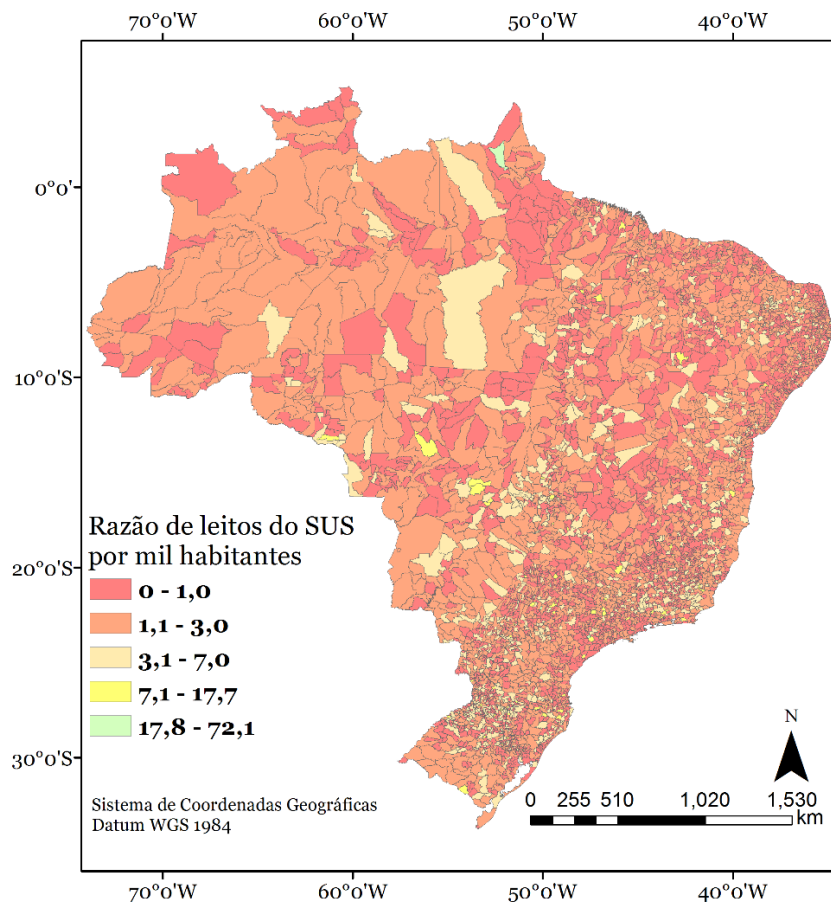 70°0'W 60°0'W 50°0'W 40°0'W
0°0'
10°0'S
20°0'S
30°0'S
Razão de leitos do SUS
por mil habitantes
0 - 1,0
1,1 - 3,0
3,1 - 7,0
7,1 - 17,7
17,8 - 72,1
Sistema de Coordenadas Geográficas
Datum WGS 1984
N
0 255 510 1,020 1,530
km
70°0'W 60°0'W 50°0'W 40°0'W